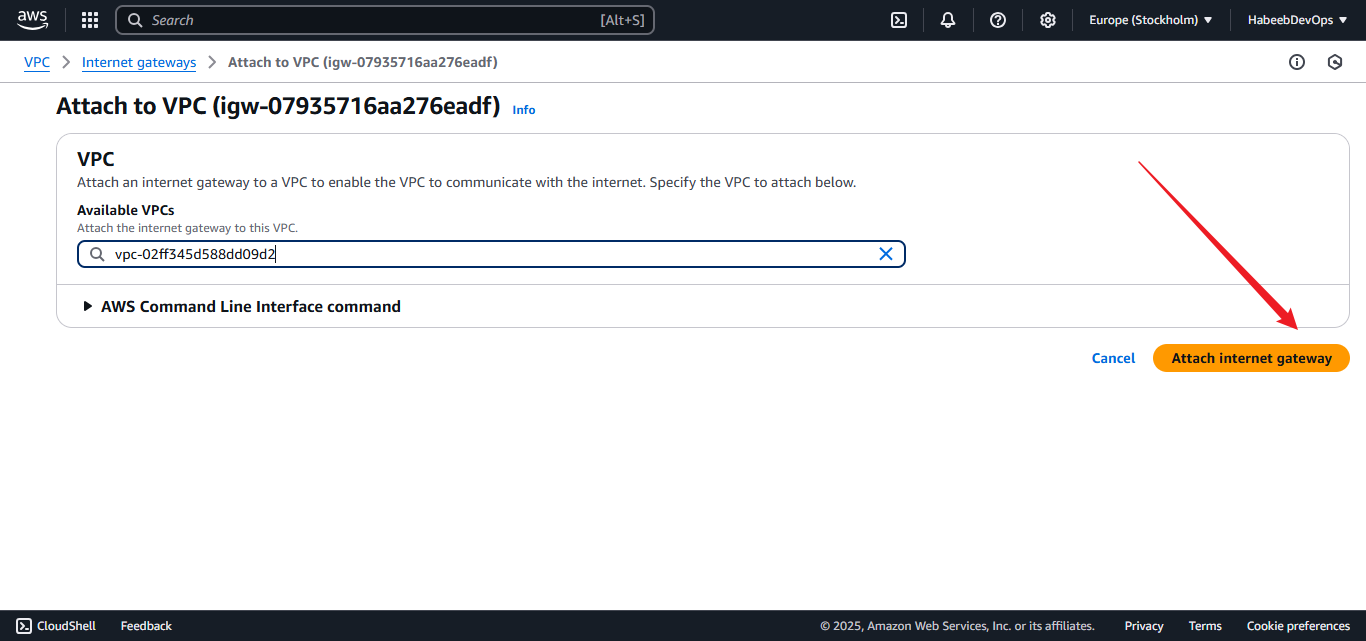 aws Search [Alt+S] Europe (Stockholm) HabeebDevOps
VPC Internet gateways Attach to VPC (igw-07935716aa276eadf)
Attach to VPC (igw-07935716aa276eadf) Info
VPC
Attach an internet gateway to a VPC to enable the VPC to communicate with the internet. Specify the VPC to attach below.
Available VPCs
Attach the internet gateway to this VPC.
vpc-02ff345d588dd09d2
AWS Command Line Interface command
Cancel Attach internet gateway
CloudShell Feedback © 2025, Amazon Web Services, Inc. or its affiliates. Privacy Terms Cookie preferences